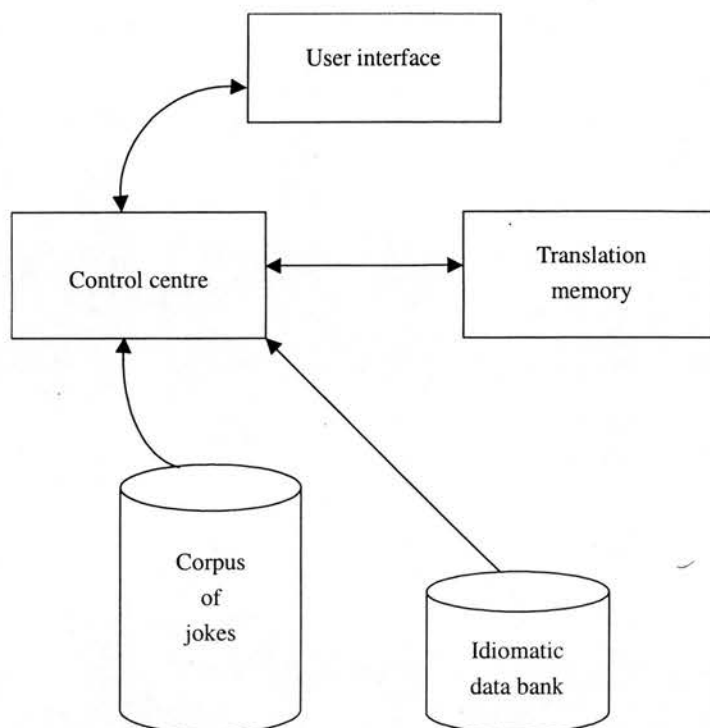 User interface
Control centre
Translation
memory
Corpus
of
jokes
Idiomatic
data bank